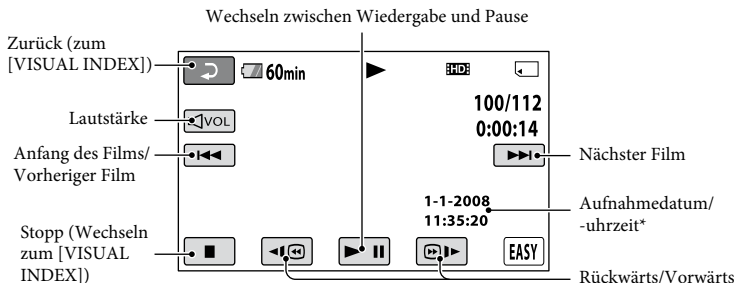 Wechseln zwischen Wiedergabe und Pause
Zurück (zum
[VISUAL INDEX])
60min
HD
100/112
0:00:14
Lautstärke
VOL
Anfang des Films/
Vorheriger Film
Nächster Film
1-1-2008
11:35:20
Aufnahmedatum/
-uhrzeit*
Stopp (Wechseln
zum [VISUAL
INDEX])
EASY
Rückwärts/Vorwärts